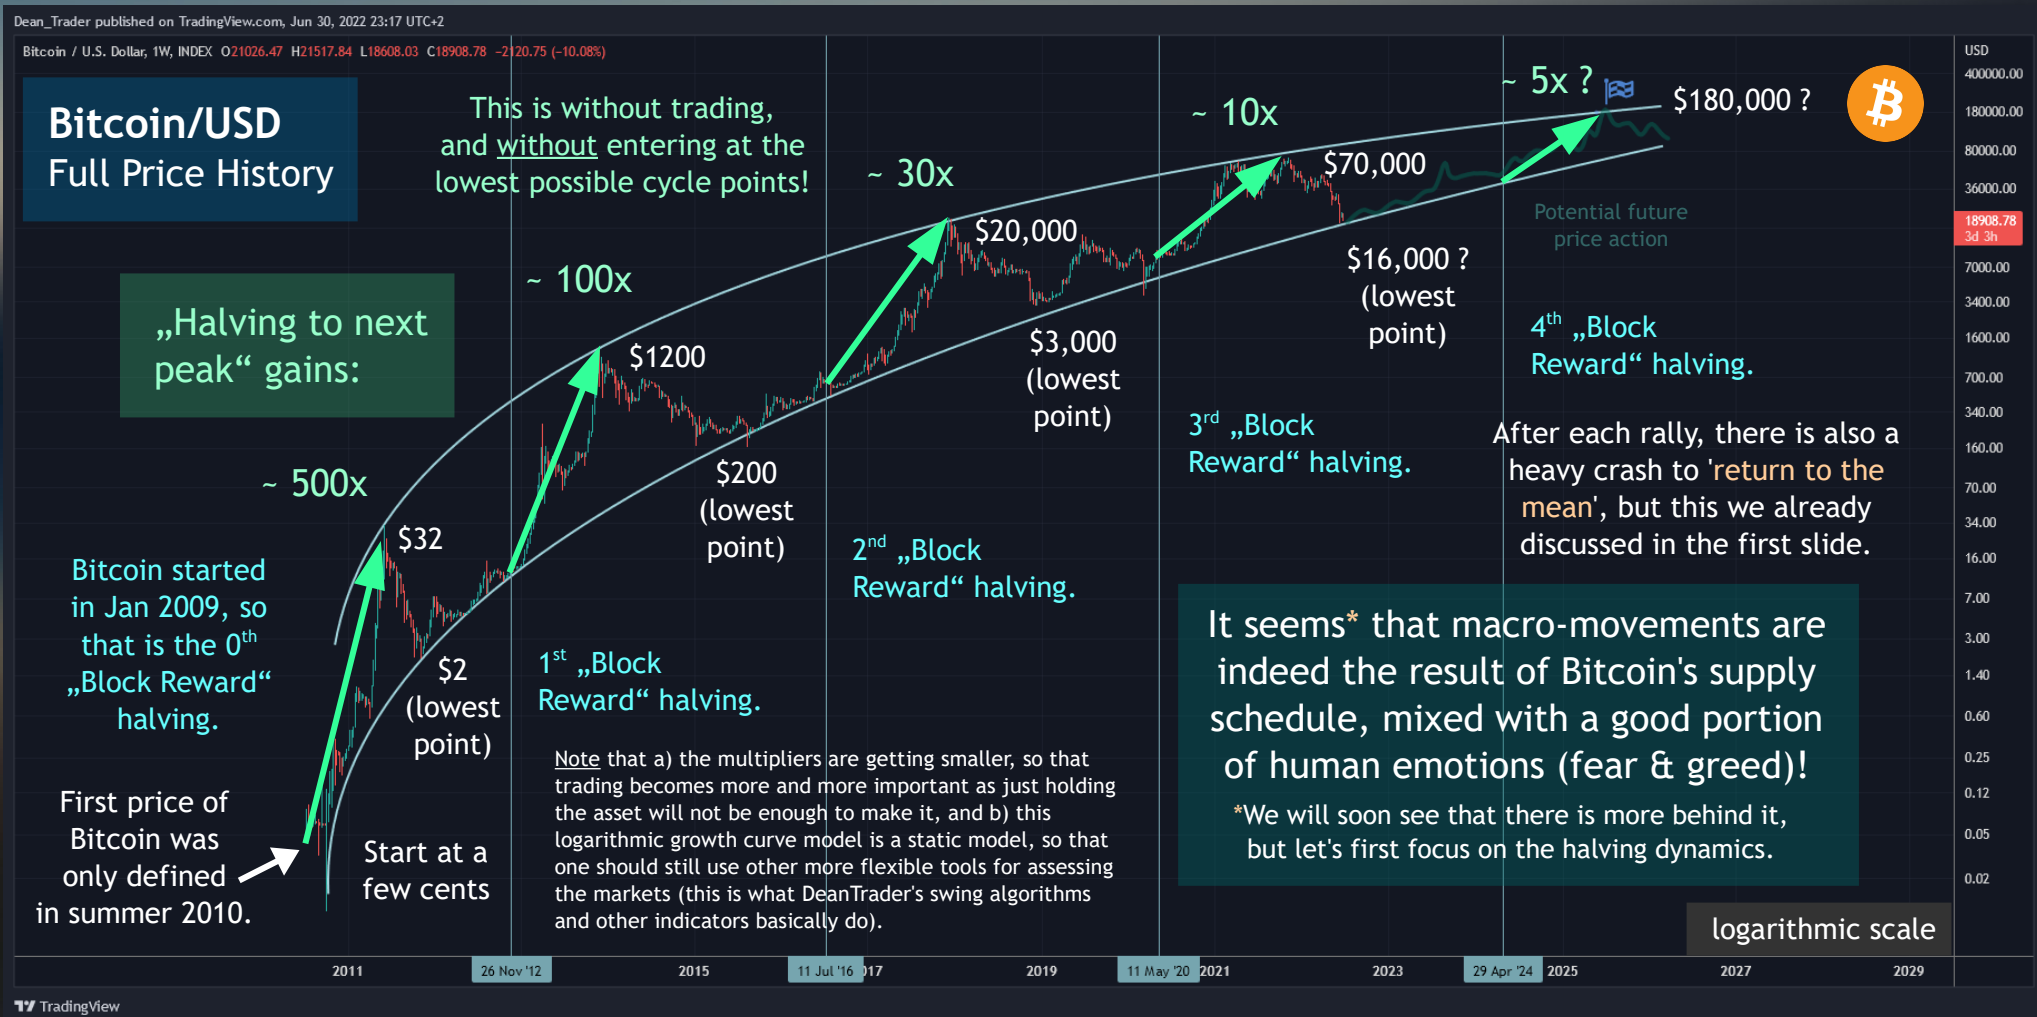 Dean_Trader published on TradingView.com, Jun 30, 2022 23:17 UTC+2
Bitcoin / U.S. Dollar, 1W, INDEX O21026.47 H21517.84 L18608.03 C18908.78 −2120.75 (−10.08%)
Bitcoin/USD
Full Price History
This is without trading,
and without entering at the
lowest possible cycle points!
„Halving to next
peak“ gains:
~ 500x
~ 100x
~ 30x
~ 10x
~ 5x ?
$32
$1200
$20,000
$70,000
$180,000 ?
$2
(lowest
point)
$200
(lowest
point)
$3,000
(lowest
point)
$16,000 ?
(lowest
point)
Potential future
price action
Bitcoin started
in Jan 2009, so
that is the 0th
„Block Reward“
halving.
1st „Block
Reward“ halving.
2nd „Block
Reward“ halving.
3rd „Block
Reward“ halving.
4th „Block
Reward“ halving.
First price of
Bitcoin was
only defined
in summer 2010.
Start at a
few cents
Note that a) the multipliers are getting smaller, so that
trading becomes more and more important as just holding
the asset will not be enough to make it, and b) this
logarithmic growth curve model is a static model, so that
one should still use other more flexible tools for assessing
the markets (this is what DeanTrader's swing algorithms
and other indicators basically do).
After each rally, there is also a
heavy crash to 'return to the
mean', but this we already
discussed in the first slide.
It seems* that macro-movements are
indeed the result of Bitcoin's supply
schedule, mixed with a good portion
of human emotions (fear & greed)!
*We will soon see that there is more behind it,
but let's first focus on the halving dynamics.
logarithmic scale
USD
400000.00
180000.00
80000.00
36000.00
18908.78
3d 3h
7000.00
3400.00
1600.00
700.00
340.00
160.00
70.00
34.00
16.00
7.00
3.00
1.40
0.60
0.25
0.12
0.05
0.02
2011
26 Nov '12
2015
11 Jul '16
017
2019
11 May '20
2021
2023
29 Apr '24
2025
2027
2029
TradingView